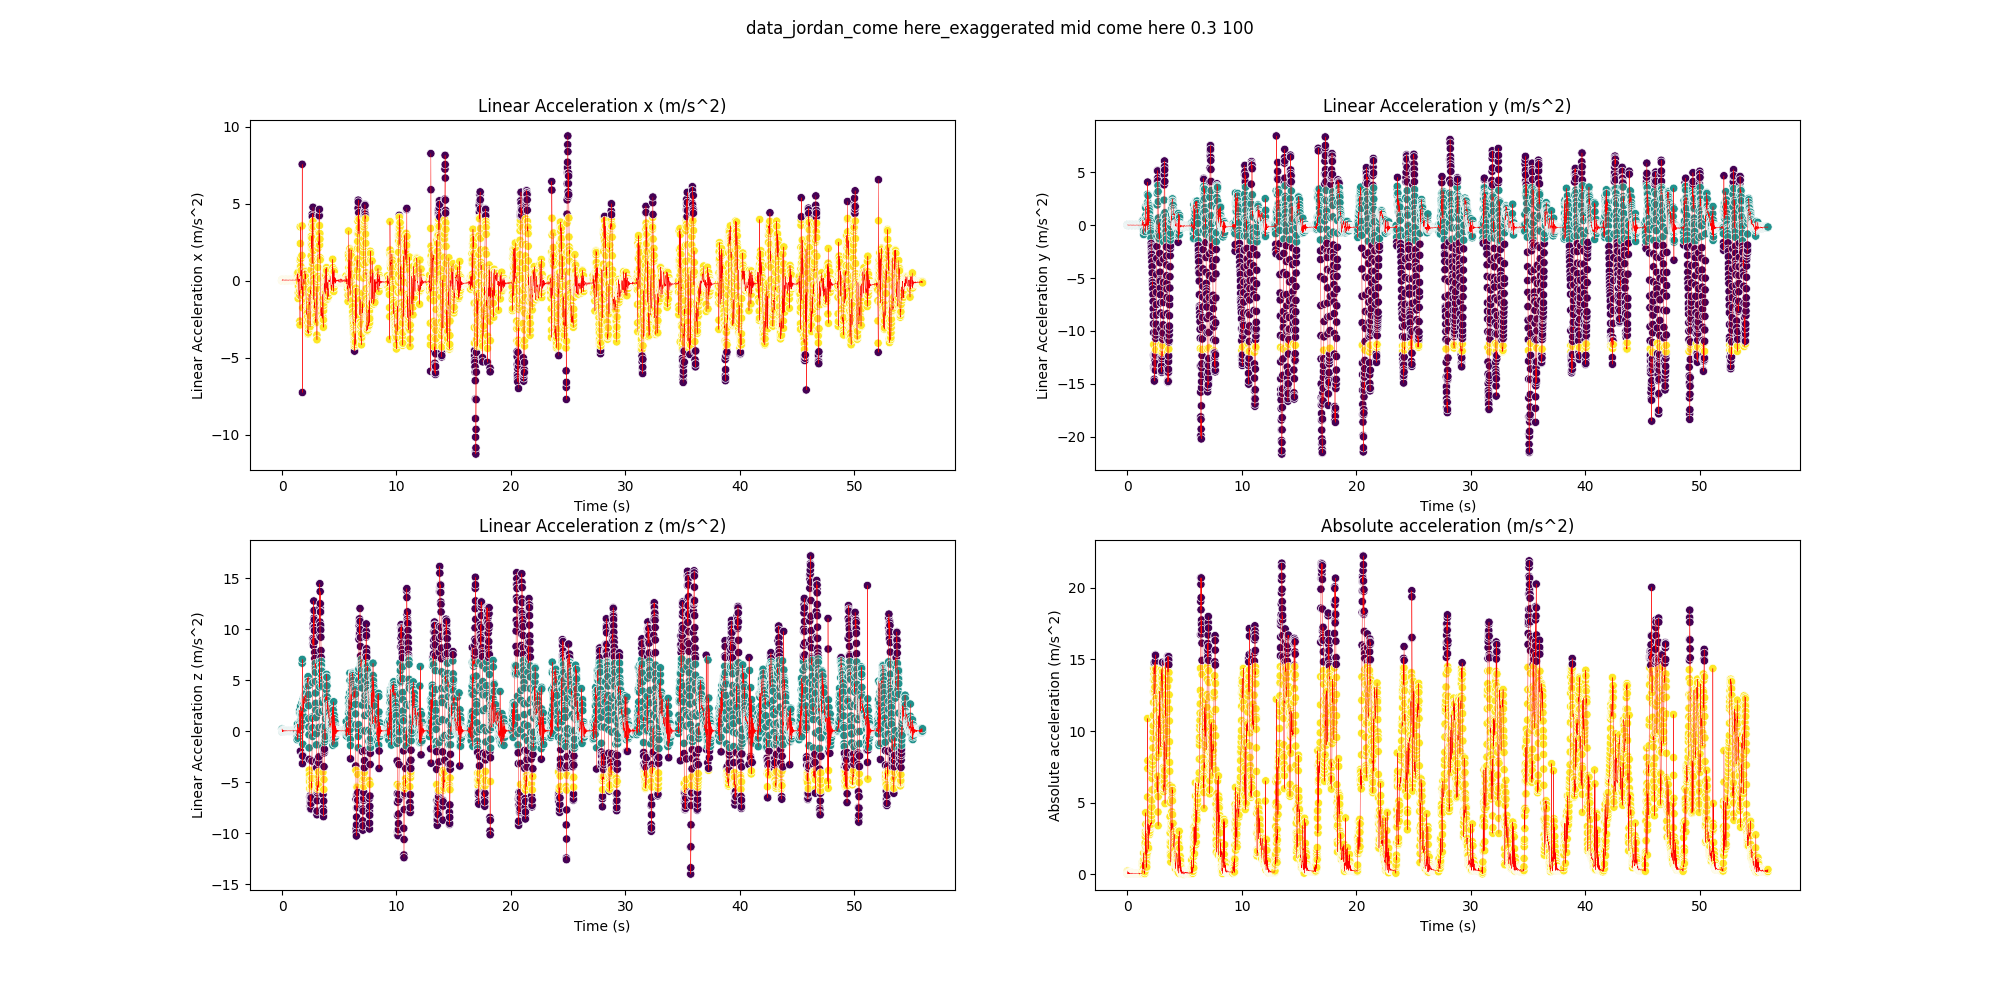 data_jordan_come here_exaggerated mid come here 0.3 100
Linear Acceleration x (m/s^2)
Linear Acceleration x (m/s^2)
10
5
0
−5
−10
0 10 20 30 40 50
Time (s)
Linear Acceleration y (m/s^2)
Linear Acceleration y (m/s^2)
5
0
−5
−10
−15
−20
0 10 20 30 40 50
Time (s)
Linear Acceleration z (m/s^2)
Linear Acceleration z (m/s^2)
15
10
5
0
−5
−10
−15
0 10 20 30 40 50
Time (s)
Absolute acceleration (m/s^2)
Absolute acceleration (m/s^2)
20
15
10
5
0
0 10 20 30 40 50
Time (s)